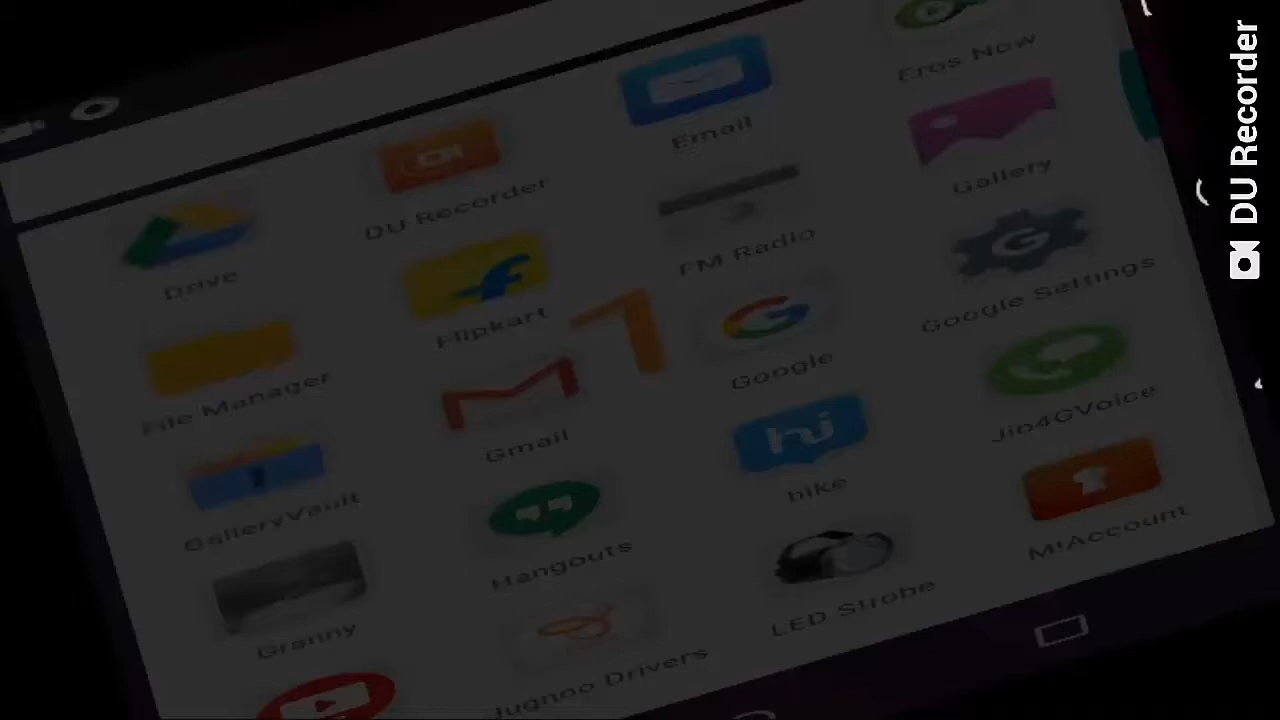 Eros Now
Email
Gallery
DU Recorder
FM Radio
Google Settings
Drive
Flipkart
Google
Jio4GVoice
File Manager
Gmail
hike
M!Account
GalleryVault
Hangouts
LED Strobe
Granny
Jugnoo Drivers
DU Recorder
1